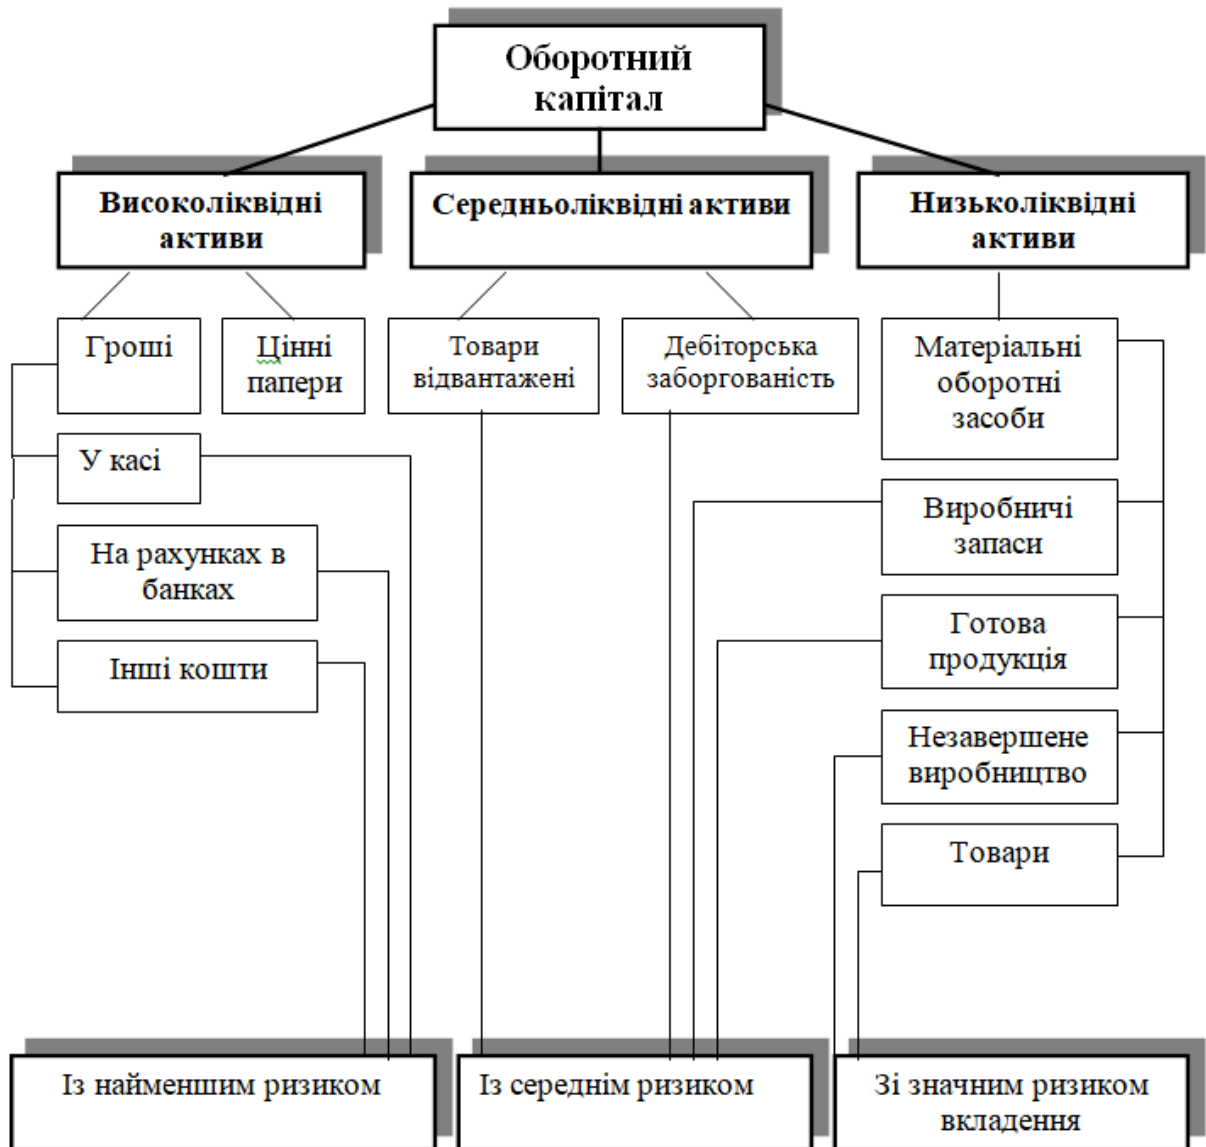 Оборотний
капітал
Високоліквідні
активи
Середньоліквідні активи
Низьколіквідні
активи
Гроші
Цінні
папери
Товари
відвантажені
Дебіторська
заборгованість
Матеріальні
оборотні
засоби
У касі
Виробничі
запаси
На рахунках в
банках
Готова
продукція
Інші кошти
Незавершене
виробництво
Товари
Із найменшим ризиком
Із середнім ризиком
Зі значним ризиком
вкладення